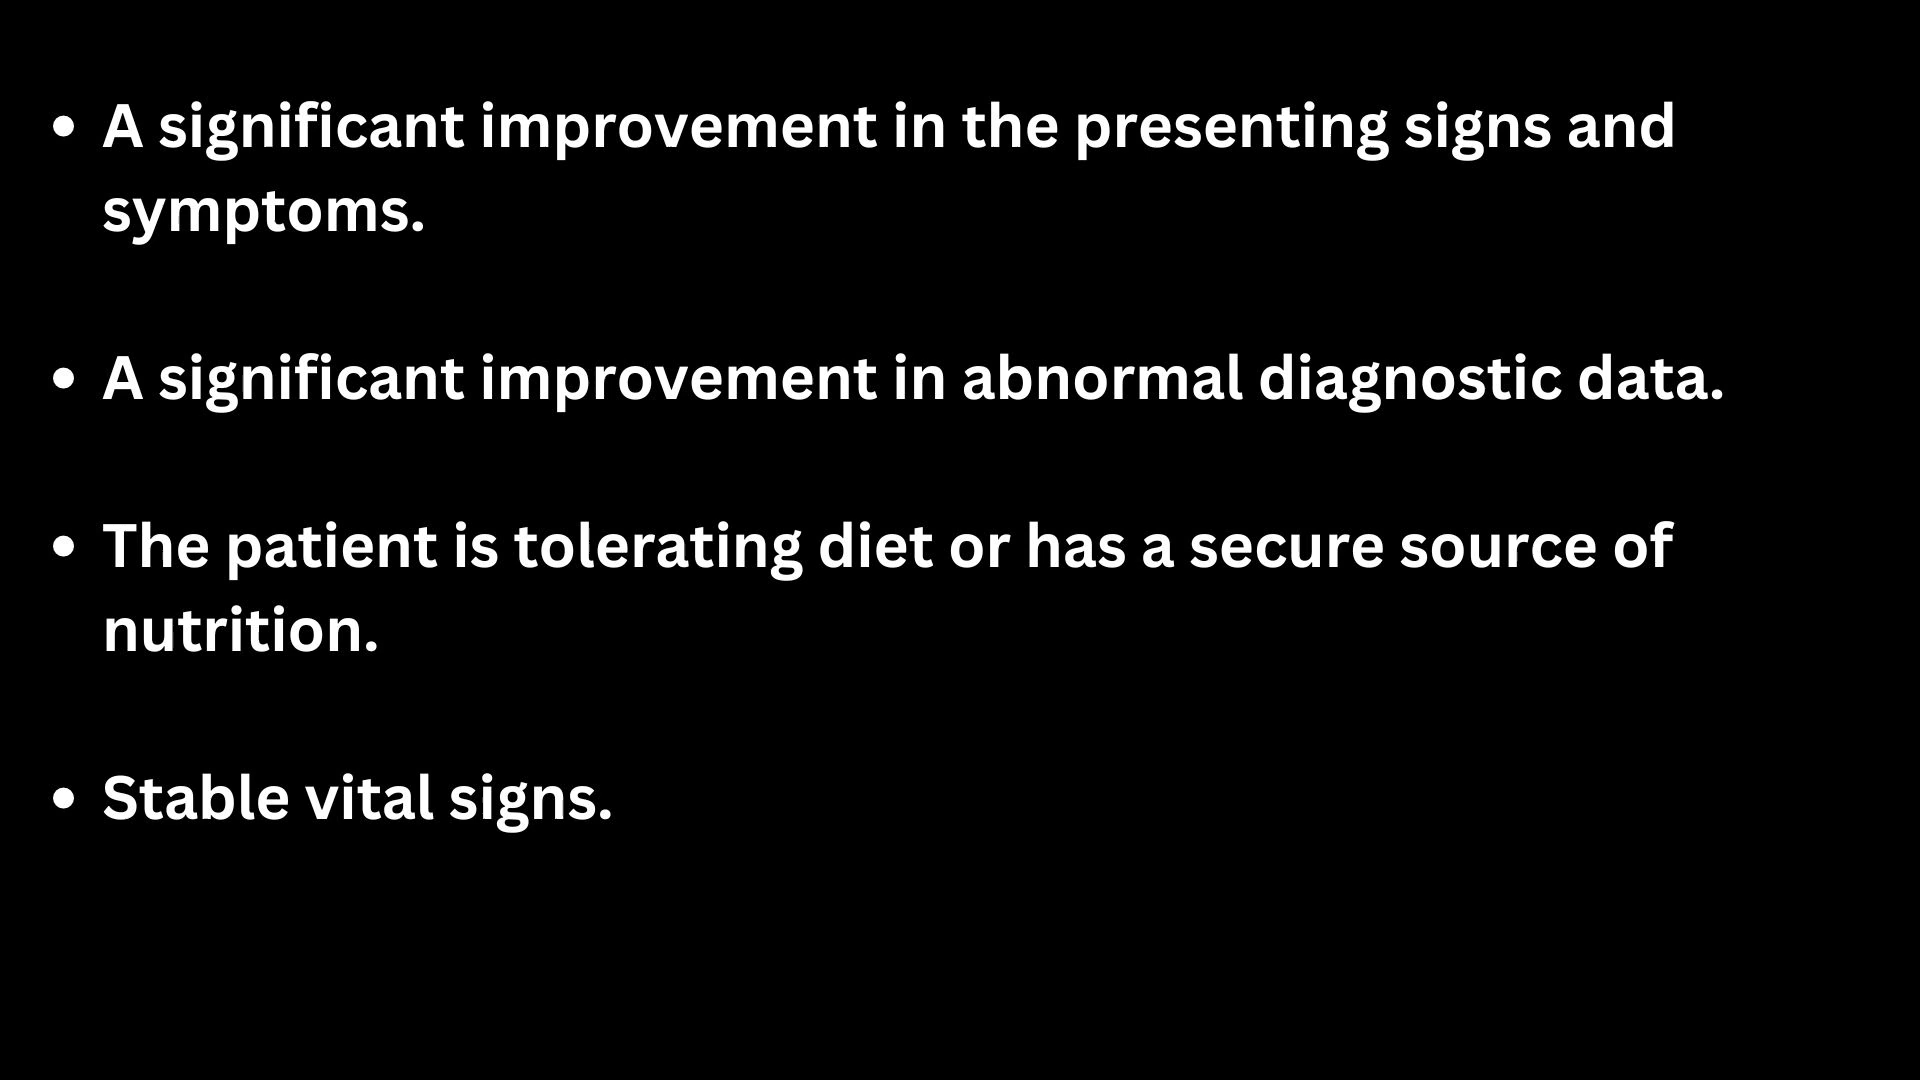 • A significant improvement in the presenting signs and
symptoms.
• A significant improvement in abnormal diagnostic data.
• The patient is tolerating diet or has a secure source of
nutrition.
• Stable vital signs.